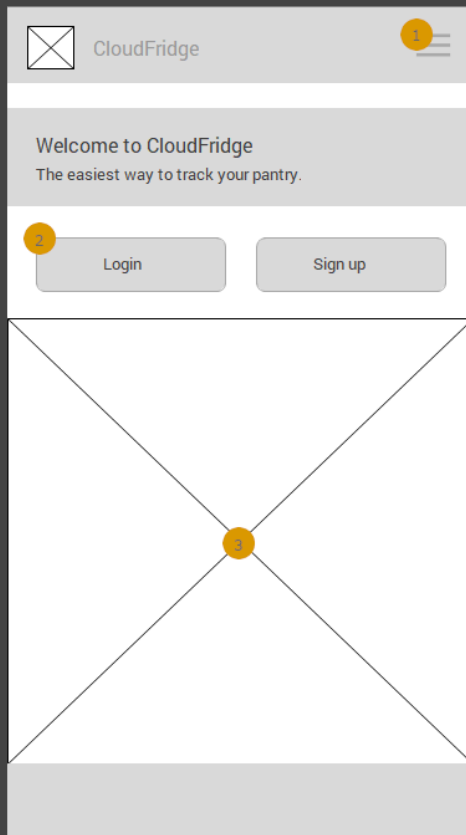 CloudFridge
1
Welcome to CloudFridge
The easiest way to track your pantry.
2
Login
Sign up
3